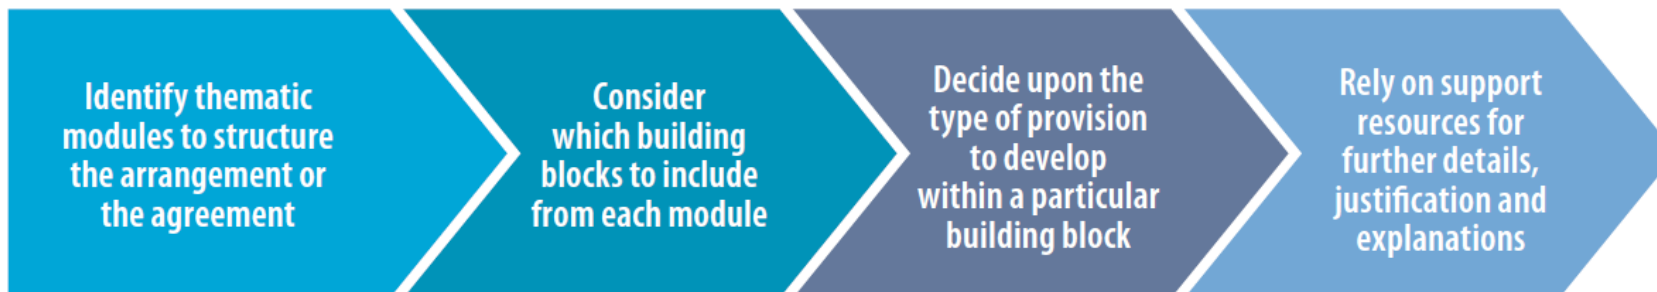 Identify thematic
modules to structure
the arrangement or
the agreement
Consider
which building
blocks to include
from each module
Decide upon the
type of provision
to develop
within a particular
building block
Rely on support
resources for
further details,
justification and
explanations